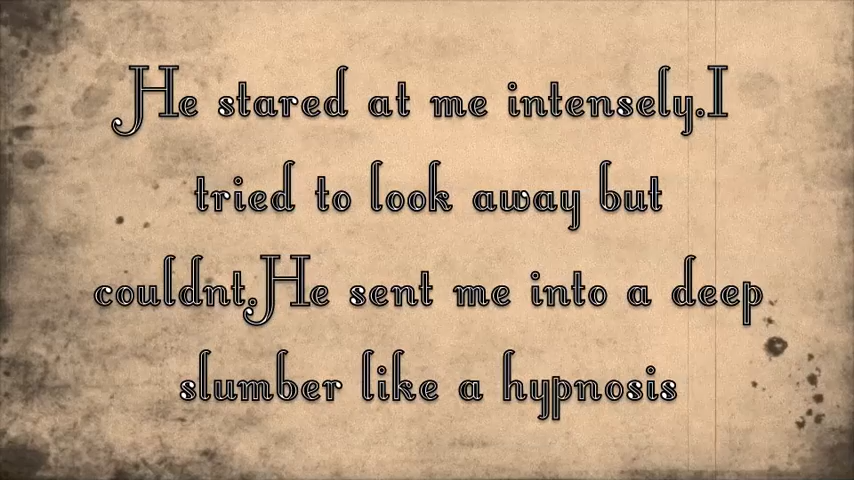 He stared at me intensely.I
tried to look away but
couldnt.He sent me into a deep
slumber like a hypnosis